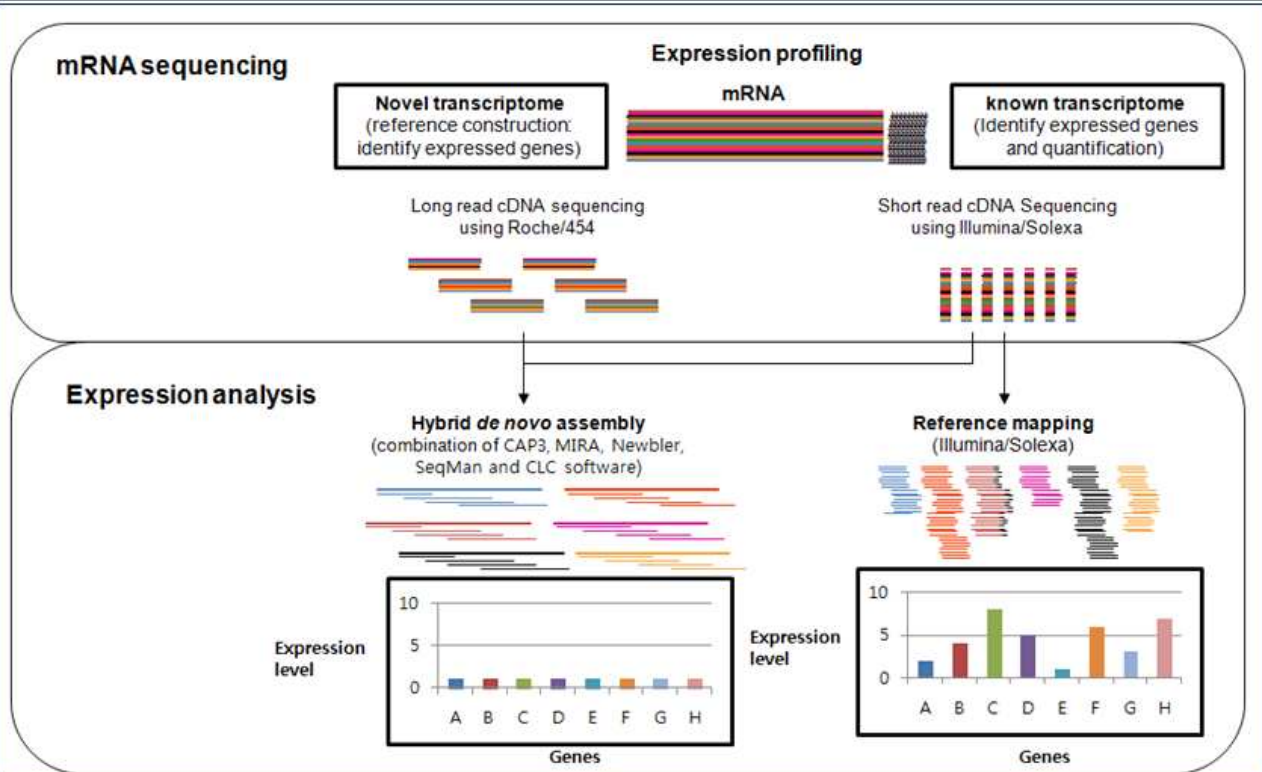 mRNA sequencing
Expression profiling
Novel transcriptome
(reference construction:
identify expressed genes)
mRNA
known transcriptome
(Identify expressed genes
and quantification)
Long read cDNA sequencing
using Roche/454
Short read cDNA Sequencing
using Illumina/Solexa
Expression analysis
Hybrid de novo assembly
(combination of CAP3, MIRA, Newbler,
SeqMan and CLC software)
Reference mapping
(Illumina/Solexa)
Expression
level
10
5
0
A B C D E F G H
Genes
Expression
level
10
5
0
A B C D E F G H
Genes